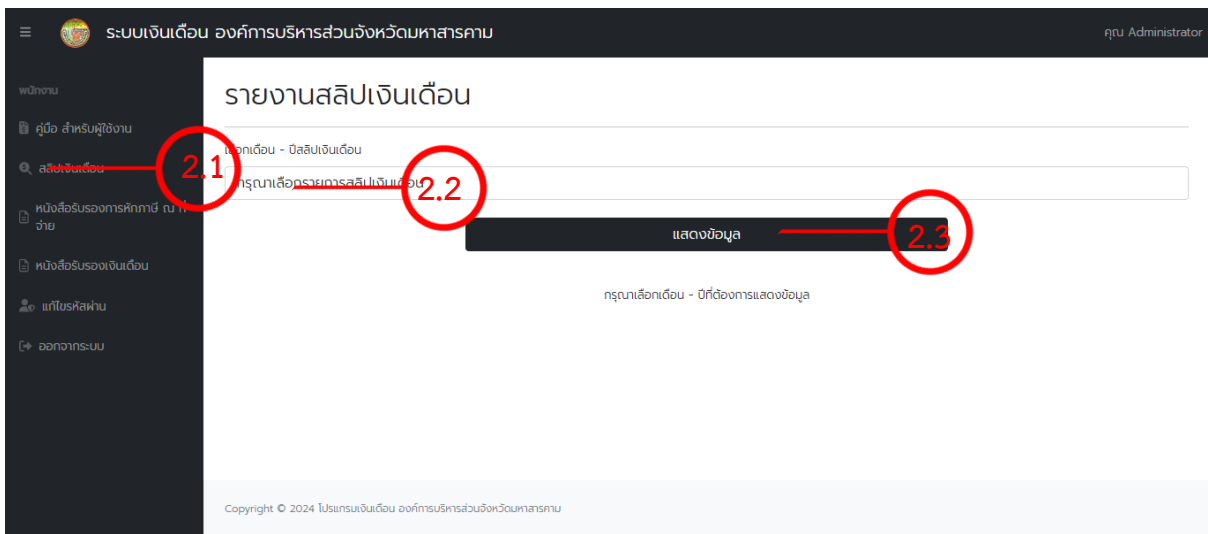 ระบบเงินเดือน องค์การบริหารส่วนจังหวัดมหาสารคาม
คุณ Administrator
พนักงาน
คู่มือ สำหรับผู้ใช้งาน
สลิปเงินเดือน
2.1
หนังสือรับรองการหักภาษี ณ ที่
จ่าย
หนังสือรับรองเงินเดือน
แก้ไขรหัสผ่าน
ออกจากระบบ
รายงานสลิปเงินเดือน
เลือกเดือน - ปีสลิปเงินเดือน
กรุณาเลือกรายการสลิปเงินเดือน
2.2
แสดงข้อมูล
2.3
กรุณาเลือกเดือน - ปีที่ต้องการแสดงข้อมูล
Copyright © 2024 โปรแกรมเงินเดือน องค์การบริหารส่วนจังหวัดมหาสารคาม